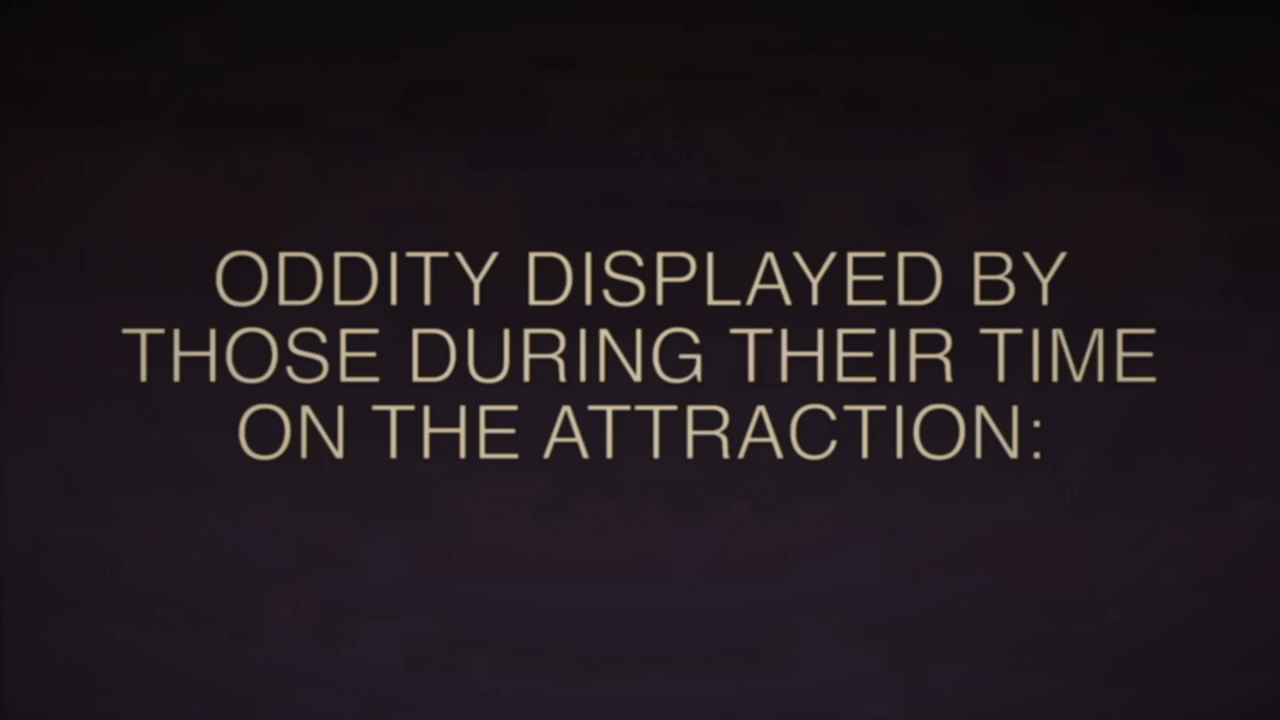 ODDITY DISPLAYED BY
THOSE DURING THEIR TIME
ON THE ATTRACTION: